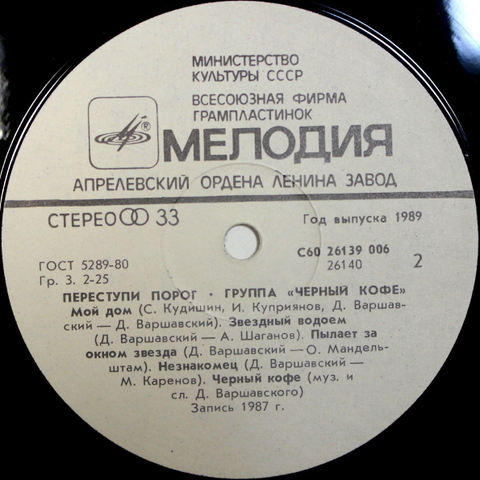 МИНИСТЕРСТВО
КУЛЬТУРЫ СССР
ВСЕСОЮЗНАЯ ФИРМА
ГРАМПЛАСТИНОК
® МЕЛОДИЯ
АПРЕЛЕВСКИЙ ОРДЕНА ЛЕНИНА ЗАВОД
СТЕРЕО 33
Год выпуска 1989
ГОСТ 5289-80
С60 26139 006
Гр. 3. 2-25
26140
2
ПЕРЕСТУПИ ПОРОГ · ГРУППА «ЧЕРНЫЙ КОФЕ»
Мой дом (С. Кудишин, И. Куприянов, Д. Варшав-
ский — Д. Варшавский). Звездный водоем
(Д. Варшавский — А. Шаганов). Пылает за
окном звезда (Д. Варшавский — О. Мандель-
штам). Незнакомец (Д. Варшавский —
М. Каренов). Черный кофе (муз. и
сл. Д. Варшавского)
Запись 1987 г.